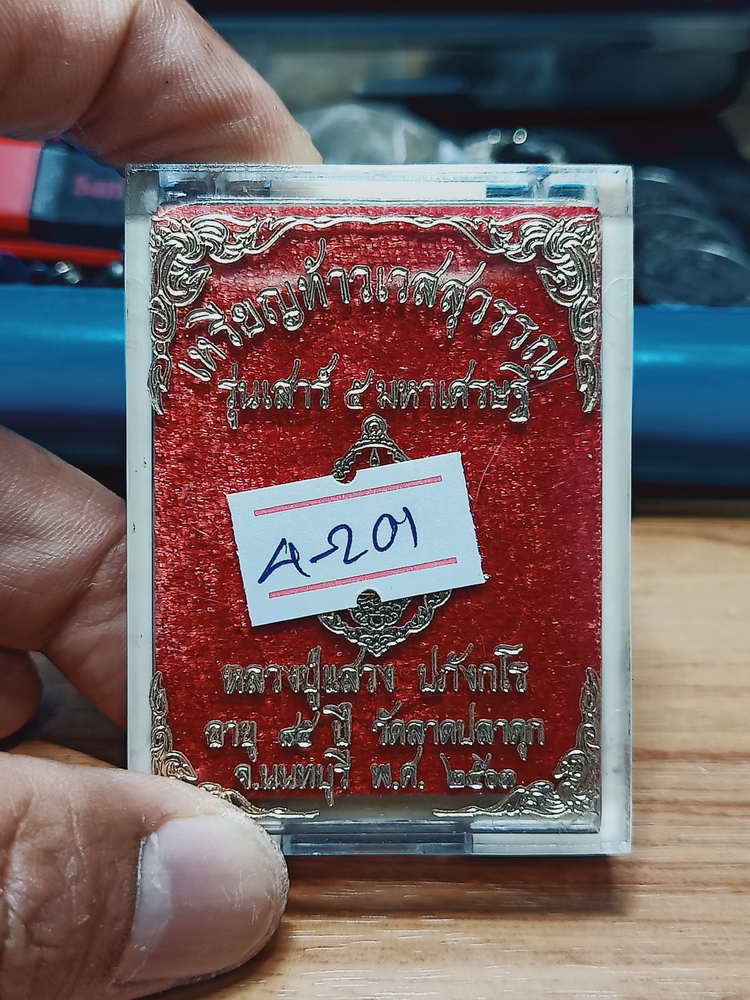 San
เหรียญท้าวเวสสุวรรณ
รุ่นเสาร์ ๕ มหาเศรษฐี
A-201
หลวงปู่แสวง ปภังกโร
อายุ ๘๕ ปี วัดลาดปลาดุก
จ.นนทบุรี พ.ศ. ๒๕๖๓